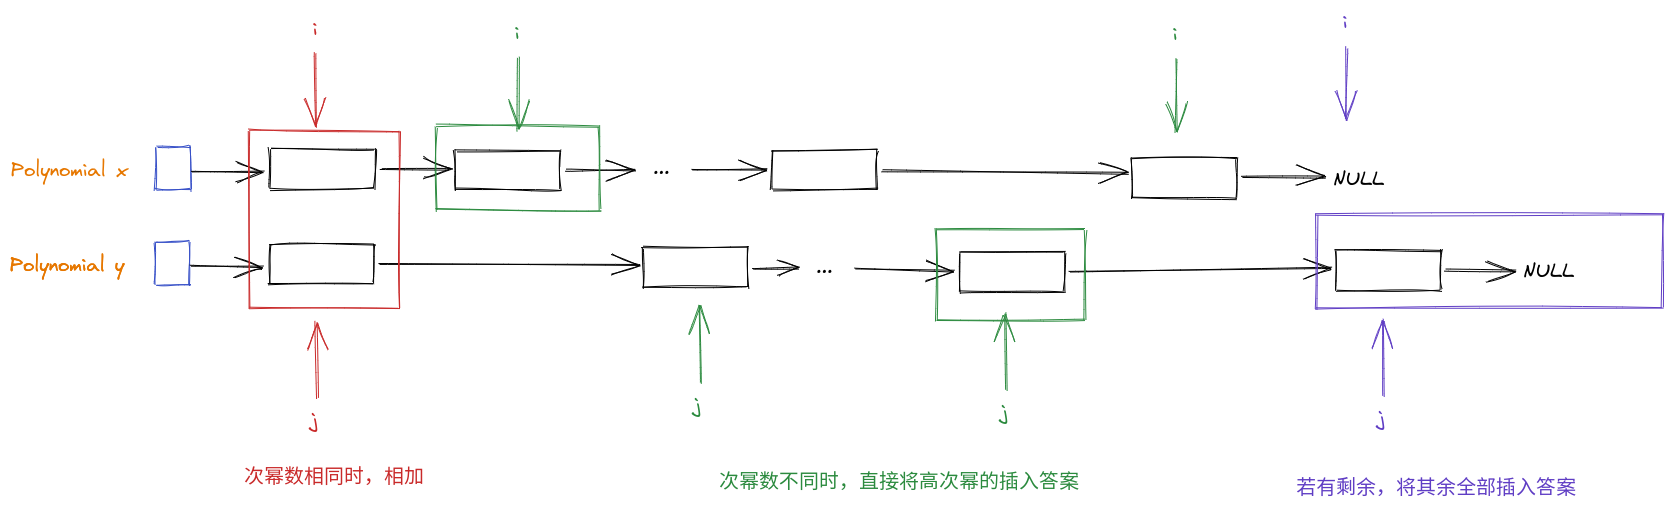 i i i i
Polynomial x ... NULL
Polynomial y ... NULL
j j j j
次幂数相同时，相加
次幂数不同时，直接将高次幂的插入答案
若有剩余，将其余全部插入答案